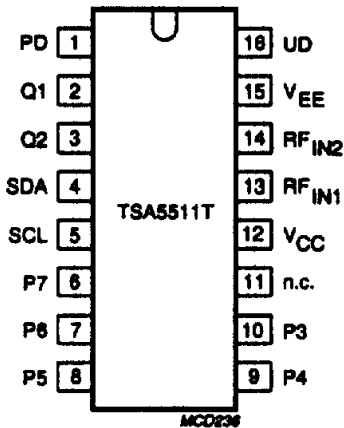 PD 1 16 UD
Q1 2 15 VEE
Q2 3 14 RFIN2
SDA 4 13 RFIN1
TSA5511T
SCL 5 12 VCC
P7 6 11 n.c.
P6 7 10 P3
P5 8 9 P4
MCD236